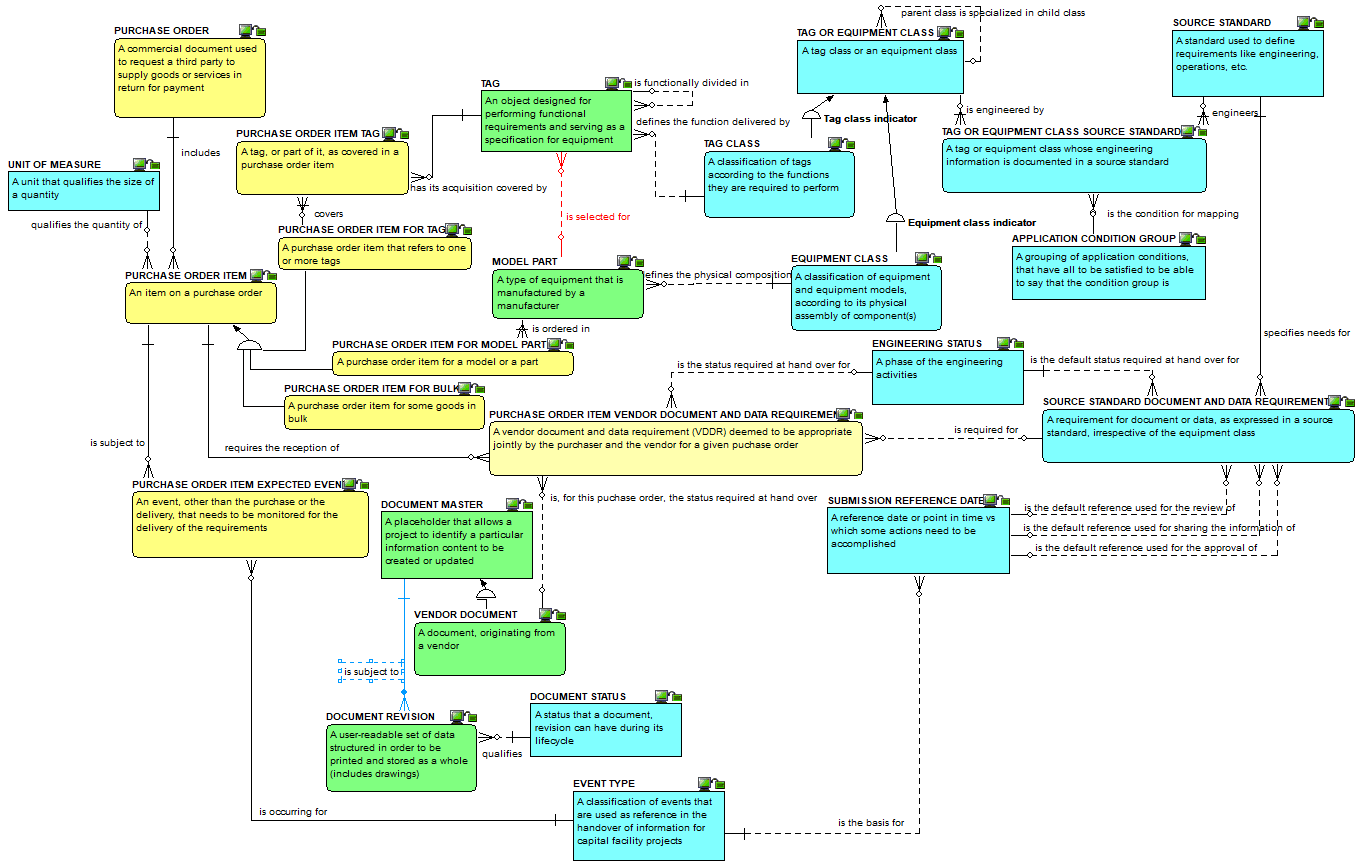 parent class is specialized in child class
PURCHASE ORDER
A commercial document used
to request a third party to
supply goods or services in
return for payment
TAG OR EQUIPMENT CLASS
A tag class or an equipment class
SOURCE STANDARD
A standard used to define
requirements like engineering,
operations, etc.
TAG
An object designed for
performing functional
requirements and serving as a
specification for equipment
is functionally divided in
defines the function delivered by
Tag class indicator
is engineered by
engineers
includes
PURCHASE ORDER ITEM TAG
A tag, or part of it, as covered in a
purchase order item
has its acquisition covered by
TAG CLASS
A classification of tags
according to the functions
they are required to perform
TAG OR EQUIPMENT CLASS SOURCE STANDARD
A tag or equipment class whose engineering
information is documented in a source
standard
UNIT OF MEASURE
A unit that qualifies the size of
a quantity
qualifies the quantity of
covers
is selected for
Equipment class indicator
is the condition for mapping
PURCHASE ORDER ITEM FOR TAG
A purchase order item that refers to one
or more tags
APPLICATION CONDITION GROUP
A grouping of application conditions,
that have all to be satisfied to be able
to say that the condition group is
PURCHASE ORDER ITEM
An item on a purchase order
MODEL PART
A type of equipment that is
manufactured by a
manufacturer
defines the physical composition
EQUIPMENT CLASS
A classification of equipment
and equipment models,
according to its physical
assembly of component(s)
is ordered in
specifies needs for
PURCHASE ORDER ITEM FOR MODEL PART
A purchase order item for a model or a part
ENGINEERING STATUS
A phase of the engineering
activities
is the status required at hand over for
is the default status required at hand over for
PURCHASE ORDER ITEM FOR BULK
A purchase order item for some goods in
bulk
PURCHASE ORDER ITEM VENDOR DOCUMENT AND DATA REQUIREMEN
A vendor document and data requirement (VDDR) deemed to be appropriate
jointly by the purchaser and the vendor for a given puchase order
is required for
SOURCE STANDARD DOCUMENT AND DATA REQUIREMENT
A requirement for document or data, as expressed in a source
standard, irrespective of the equipment class
is subject to
requires the reception of
PURCHASE ORDER ITEM EXPECTED EVEN
An event, other than the purchase or the
delivery, that needs to be monitored for the
delivery of the requirements
DOCUMENT MASTER
A placeholder that allows a
project to identify a particular
information content to be
created or updated
is, for this puchase order, the status required at hand over
SUBMISSION REFERENCE DATE
A reference date or point in time vs
which some actions need to be
accomplished
is the default reference used for the review of
is the default reference used for sharing the information of
is the default reference used for the approval of
VENDOR DOCUMENT
A document, originating from
a vendor
is subject to
DOCUMENT REVISION
A user-readable set of data
structured in order to be
printed and stored as a whole
(includes drawings)
qualifies
DOCUMENT STATUS
A status that a document,
revision can have during its
lifecycle
is occurring for
EVENT TYPE
A classification of events that
are used as reference in the
handover of information for
capital facility projects
is the basis for